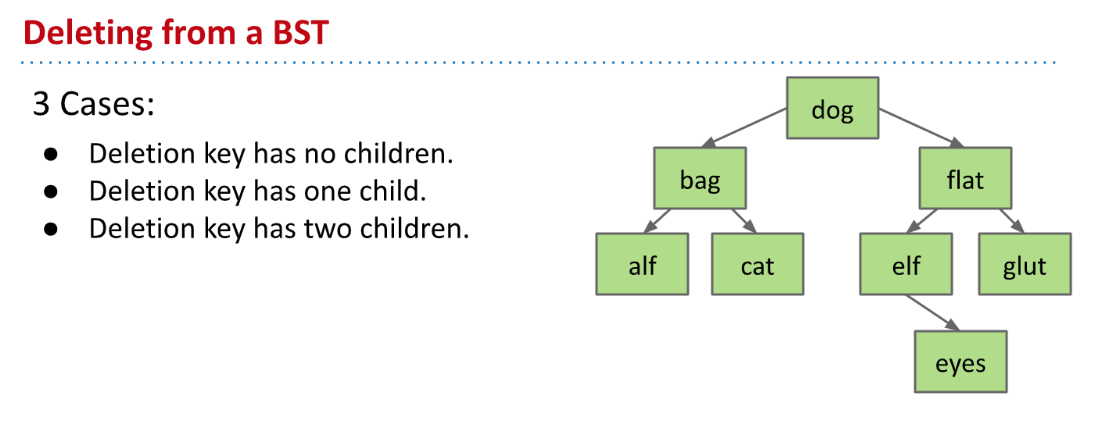 Deleting from a BST
3 Cases:
● Deletion key has no children.
● Deletion key has one child.
● Deletion key has two children.
dog
bag
flat
alf
cat
elf
glut
eyes